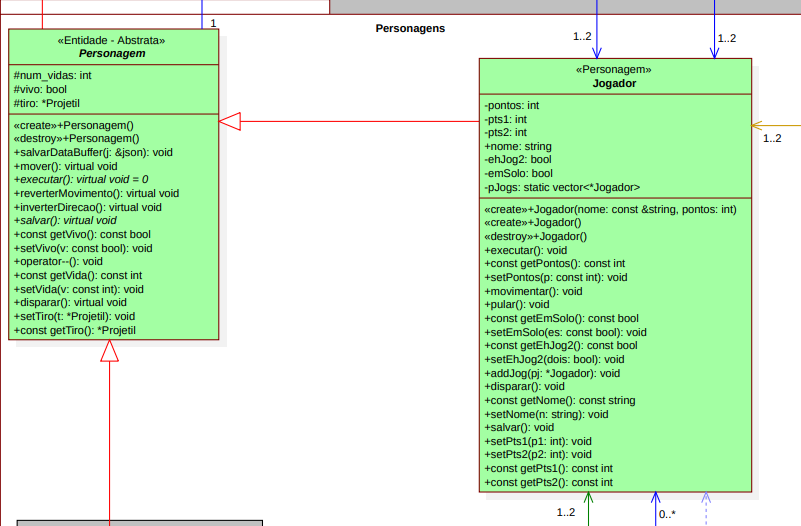 1
Personagens
«Entidade - Abstrata»
Personagem
#num_vidas: int
#vivo: bool
#tiro: *Projetil
«create»+Personagem()
«destroy»+Personagem()
+salvarDataBuffer(j: &json): void
+mover(): virtual void
+executar(): virtual void = 0
+reverterMovimento(): virtual void
+inverterDirecao(): virtual void
+salvar(): virtual void
+const getVivo(): const bool
+setVivo(v: const bool): void
+operator--(): void
+const getVida(): const int
+setVida(v: const int): void
+disparar(): virtual void
+setTiro(t: *Projetil): void
+const getTiro(): *Projetil
1..2
1..2
«Personagem»
Jogador
-pontos: int
-pts1: int
-pts2: int
+nome: string
-ehJog2: bool
-emSolo: bool
-pJogs: static vector<*Jogador>
«create»+Jogador(nome: const &string, pontos: int)
«create»+Jogador()
«destroy»+Jogador()
+executar(): void
+const getPontos(): const int
+setPontos(p: const int): void
+movimentar(): void
+pular(): void
+const getEmSolo(): const bool
+setEmSolo(es: const bool): void
+const getEhJog2(): const bool
+setEhJog2(dois: bool): void
+addJog(pj: *Jogador): void
+disparar(): void
+const getNome(): const string
+setNome(n: string): void
+salvar(): void
+setPts1(p1: int): void
+setPts2(p2: int): void
+const getPts1(): const int
+const getPts2(): const int
1..2
1..2
0..*